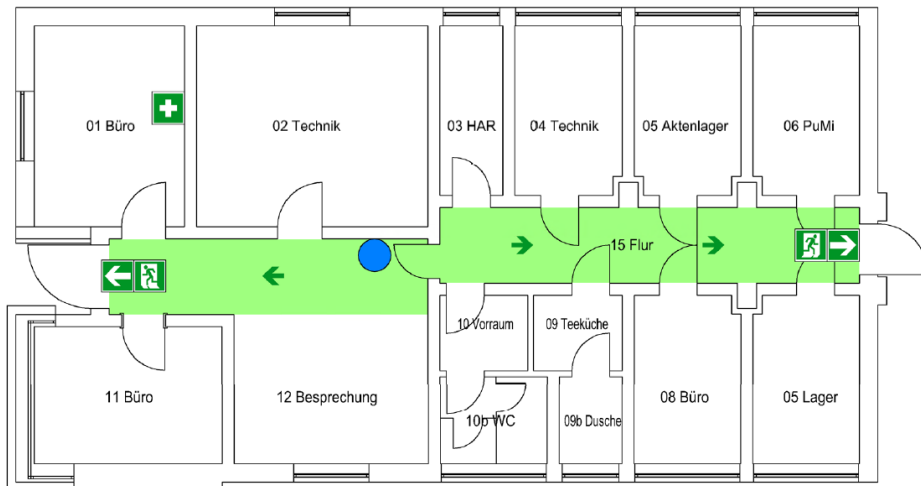 01 Büro
02 Technik
03 HAR
04 Technik
05 Aktenlager
06 PuMi
15 Flur
10 Vorraum
09 Teeküche
11 Büro
12 Besprechung
10b WC
09b Dusche
08 Büro
05 Lager